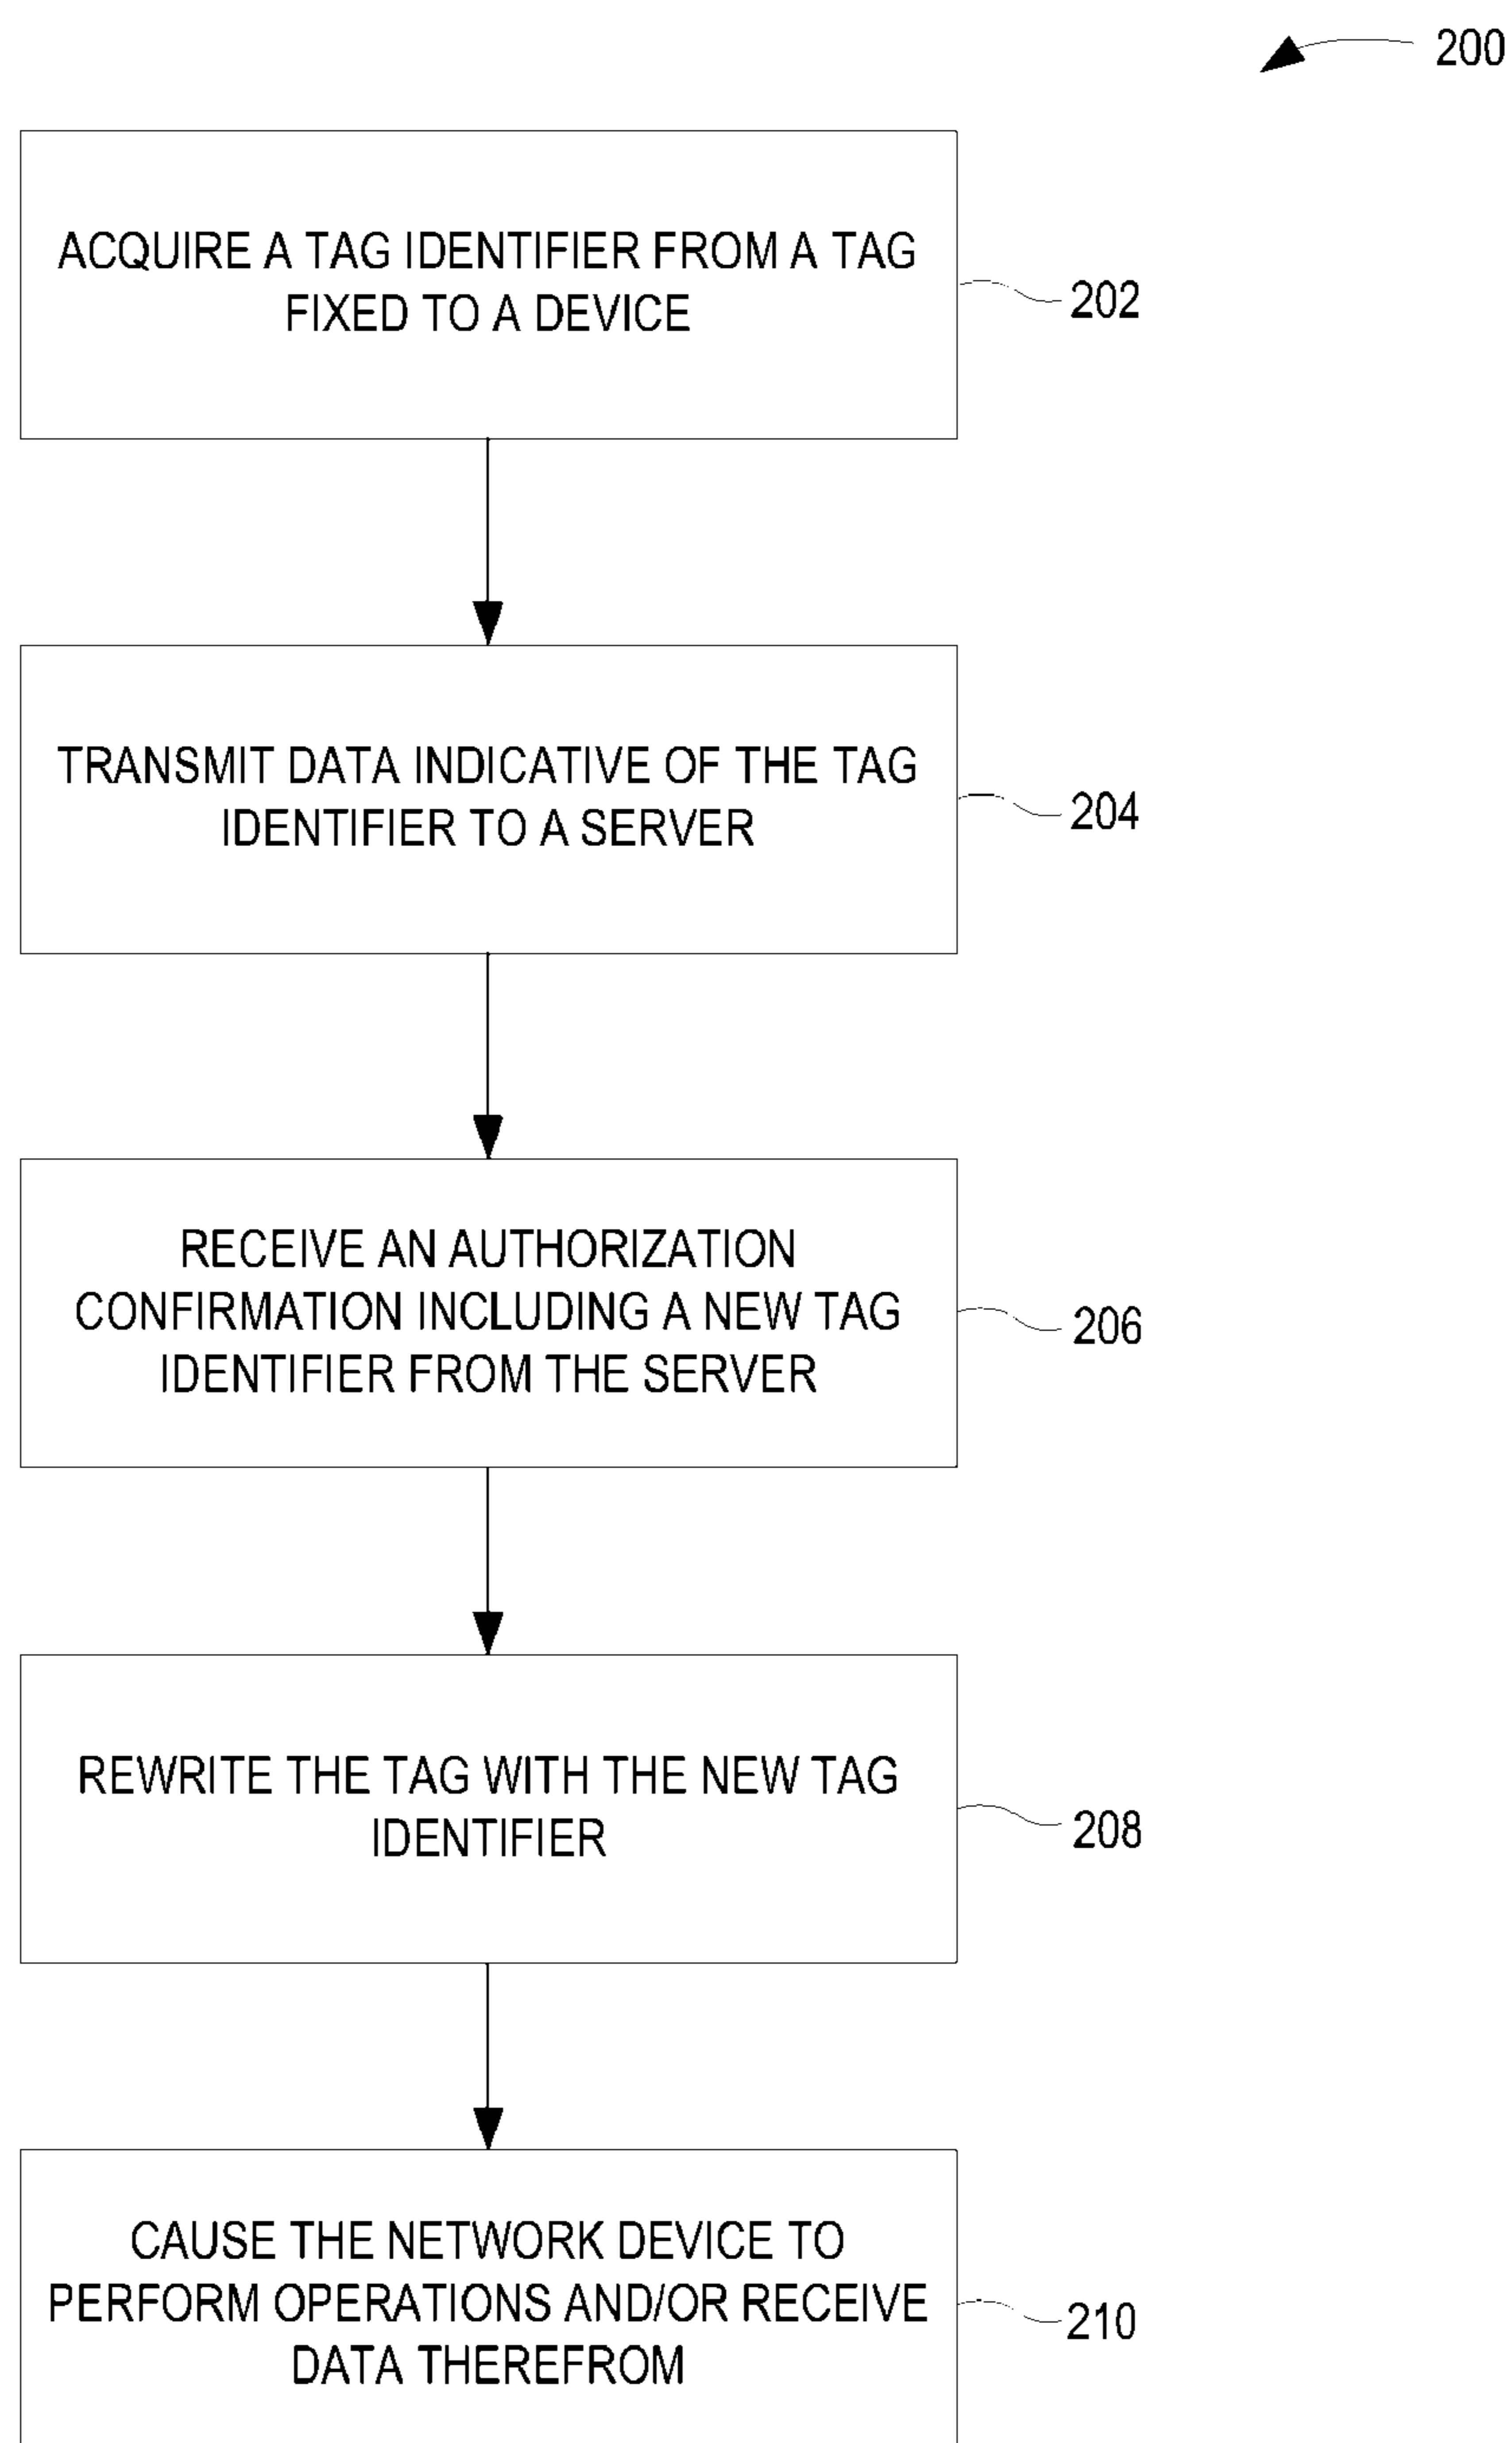 200
ACQUIRE A TAG IDENTIFIER FROM A TAG
FIXED TO A DEVICE
202
TRANSMIT DATA INDICATIVE OF THE TAG
IDENTIFIER TO A SERVER
204
RECEIVE AN AUTHORIZATION
CONFIRMATION INCLUDING A NEW TAG
IDENTIFIER FROM THE SERVER
206
REWRITE THE TAG WITH THE NEW TAG
IDENTIFIER
208
CAUSE THE NETWORK DEVICE TO
PERFORM OPERATIONS AND/OR RECEIVE
DATA THEREFROM
210